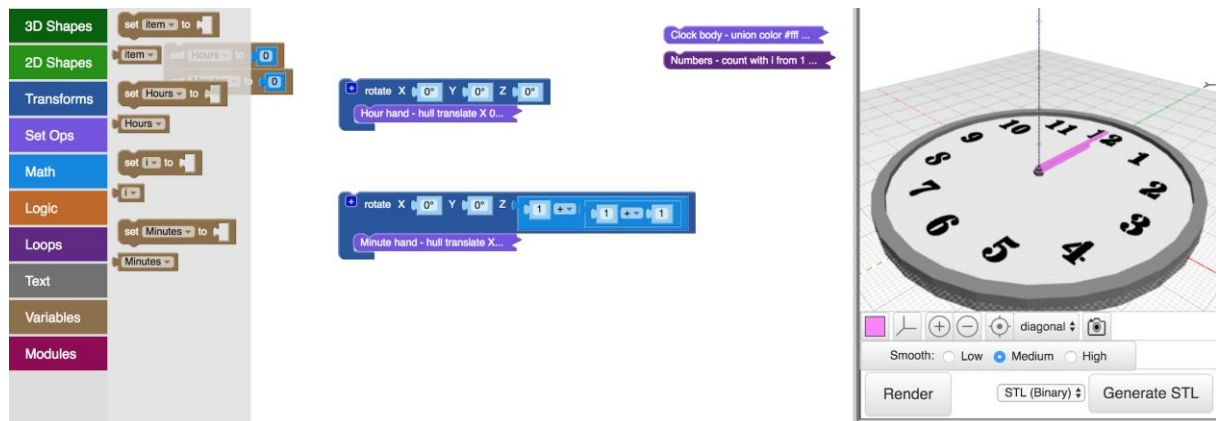 3D Shapes
2D Shapes
Transforms
Set Ops
Math
Logic
Loops
Text
Variables
Modules
set item to
item
set Hours to
Hours
set i to
i
set Minutes to
Minutes
set Hours to 0
set Minutes to 0
rotate X 0° Y 0° Z 0°
Hour hand - hull translate X 0...
rotate X 0° Y 0° Z 1 + 1 + 1
Minute hand - hull translate X...
Clock body - union color #fff ...
Numbers - count with i from 1 ...
10 11 12
9 1
8 2
7 3
6 5 4
diagonal
Smooth: Low Medium High
Render STL (Binary) Generate STL